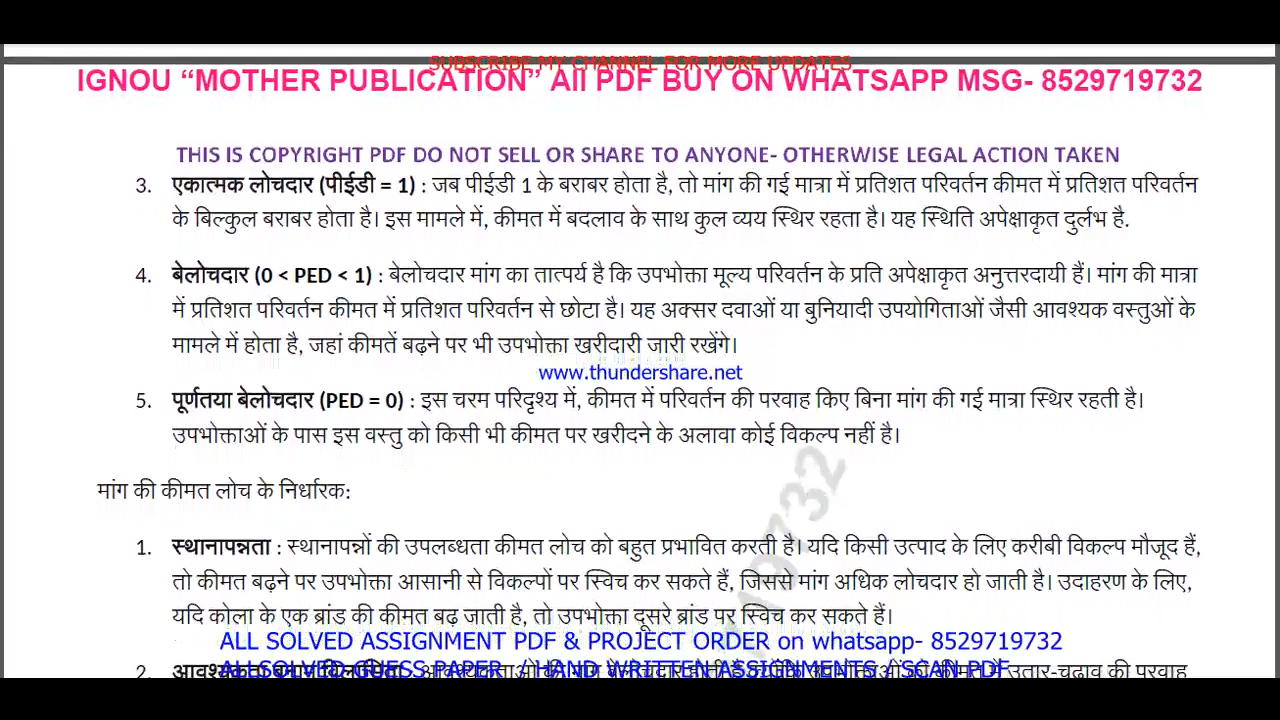 SUBSCRIBE MY CHANNEL FOR MORE UPDATES
IGNOU “MOTHER PUBLICATION” All PDF BUY ON WHATSAPP MSG- 8529719732
THIS IS COPYRIGHT PDF DO NOT SELL OR SHARE TO ANYONE- OTHERWISE LEGAL ACTION TAKEN
3. एकात्मक लोचदार (पीईडी = 1) : जब पीईडी 1 के बराबर होता है, तो मांग की गई मात्रा में प्रतिशत परिवर्तन कीमत में प्रतिशत परिवर्तन
के बिल्कुल बराबर होता है। इस मामले में, कीमत में बदलाव के साथ कुल व्यय स्थिर रहता है। यह स्थिति अपेक्षाकृत दुर्लभ है.
4. बेलोचदार (0 < PED < 1) : बेलोचदार मांग का तात्पर्य है कि उपभोक्ता मूल्य परिवर्तन के प्रति अपेक्षाकृत अनुत्तरदायी हैं। मांग की मात्रा
में प्रतिशत परिवर्तन कीमत में प्रतिशत परिवर्तन से छोटा है। यह अक्सर दवाओं या बुनियादी उपयोगिताओं जैसी आवश्यक वस्तुओं के
मामले में होता है, जहां कीमतें बढ़ने पर भी उपभोक्ता खरीदारी जारी रखेंगे।
www.thundershare.net
5. पूर्णतया बेलोचदार (PED = 0) : इस चरम परिदृश्य में, कीमत में परिवर्तन की परवाह किए बिना मांग की गई मात्रा स्थिर रहती है।
उपभोक्ताओं के पास इस वस्तु को किसी भी कीमत पर खरीदने के अलावा कोई विकल्प नहीं है।
मांग की कीमत लोच के निर्धारक:
1. स्थानापन्नता : स्थानापन्नों की उपलब्धता कीमत लोच को बहुत प्रभावित करती है। यदि किसी उत्पाद के लिए करीबी विकल्प मौजूद हैं,
तो कीमत बढ़ने पर उपभोक्ता आसानी से विकल्पों पर स्विच कर सकते हैं, जिससे मांग अधिक लोचदार हो जाती है। उदाहरण के लिए,
यदि कोला के एक ब्रांड की कीमत बढ़ जाती है, तो उपभोक्ता दूसरे ब्रांड पर स्विच कर सकते हैं।
ALL SOLVED ASSIGNMENT PDF & PROJECT ORDER on whatsapp- 8529719732
2. उतार-चढ़ाव की परवाह
ALL SOLVED GUESS PAPER / HAND WRITTEN ASSIGNMENTS / SCAN PDF